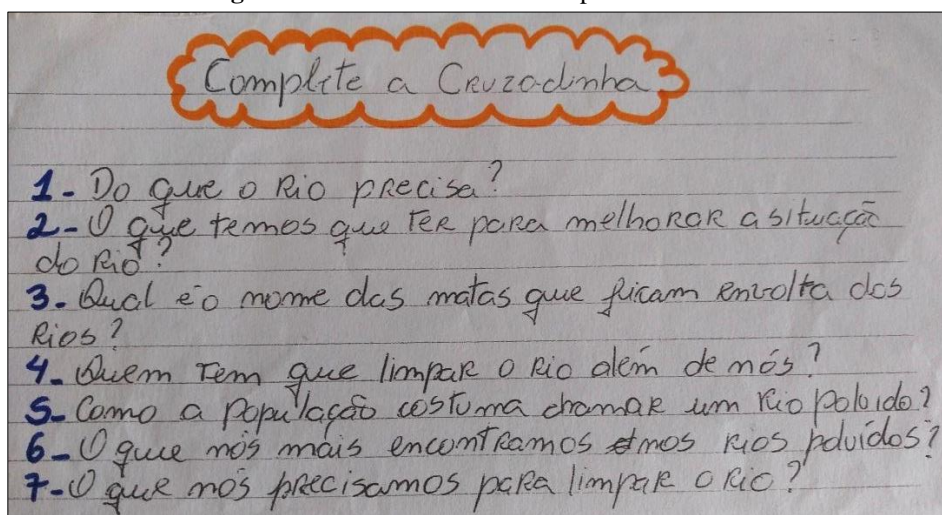 Complete a Cruzadinha
1- Do que o Rio precisa?
2- O que temos que ter para melhorar a situação
do Rio?
3- Qual é o nome das matas que ficam envolta dos
Rios?
4- Quem tem que limpar o Rio além de nós?
5- Como a população costuma chamar um Rio poloido?
6- O que nós mais encontramos nos rios poluídos?
7- O que nós precisamos para limpar o Rio?